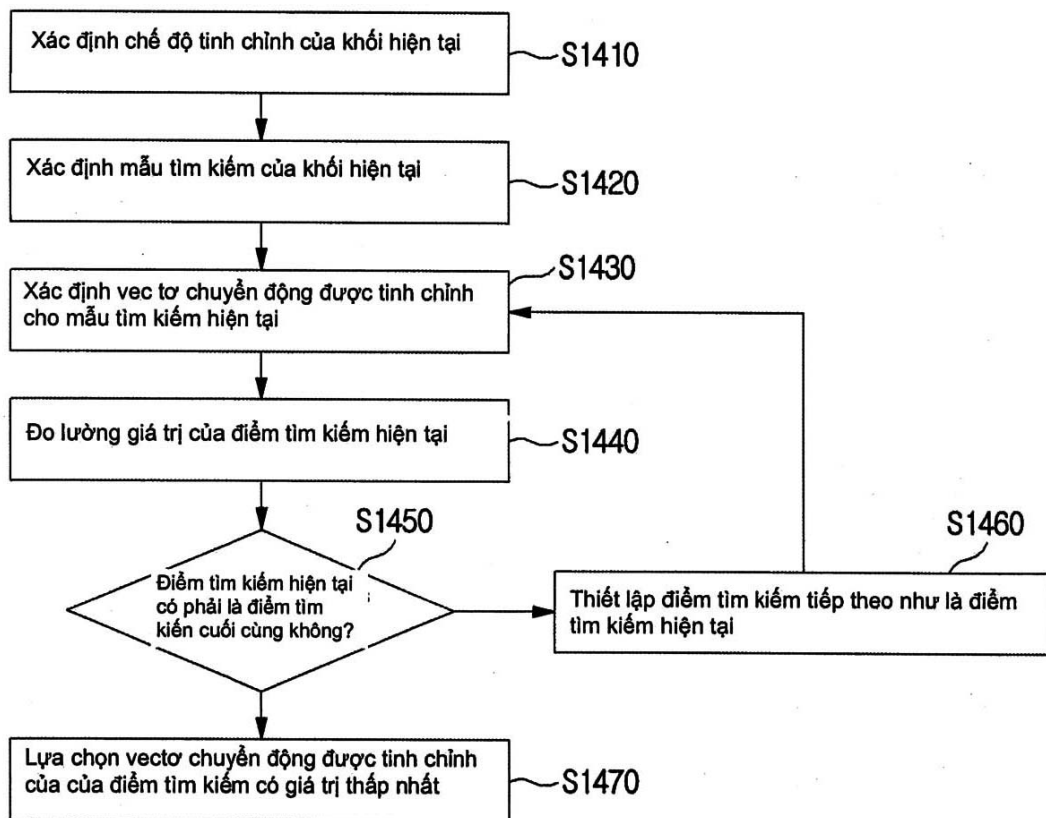 Xác định chế độ tinh chỉnh của khối hiện tại
S1410
Xác định mẫu tìm kiếm của khối hiện tại
S1420
S1430
Xác định vec tơ chuyển động được tinh chỉnh
cho mẫu tìm kiếm hiện tại
Đo lường giá trị của điểm tìm kiếm hiện tại
S1440
S1450
Điểm tìm kiếm hiện tại
có phải là điểm tìm
kiến cuối cùng không?
S1460
Thiết lập điểm tìm kiếm tiếp theo như là điểm
tìm kiếm hiện tại
Lựa chọn vectơ chuyển động được tinh chỉnh
của của điểm tìm kiếm có giá trị thấp nhất
S1470